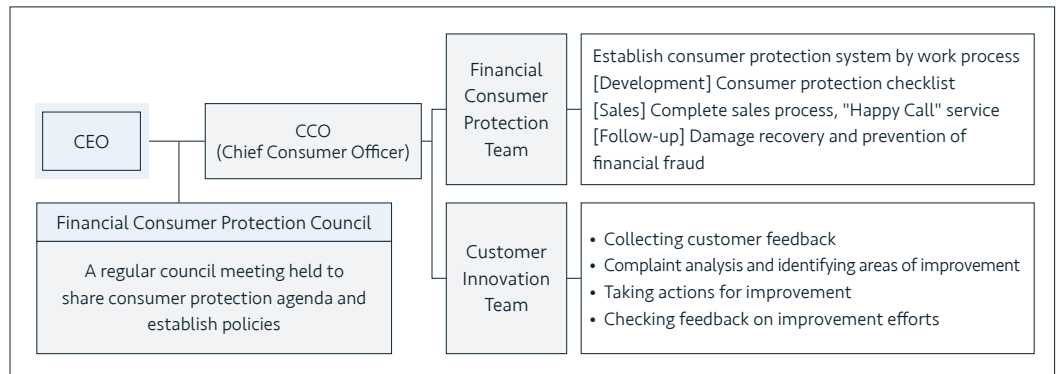 CEO
CCO
(Chief Consumer Officer)
Financial Consumer Protection Council
A regular council meeting held to
share consumer protection agenda and
establish policies
Financial
Consumer
Protection
Team
Establish consumer protection system by work process
[Development] Consumer protection checklist
[Sales] Complete sales process, "Happy Call" service
[Follow-up] Damage recovery and prevention of
financial fraud
Customer
Innovation
Team
• Collecting customer feedback
• Complaint analysis and identifying areas of improvement
• Taking actions for improvement
• Checking feedback on improvement efforts